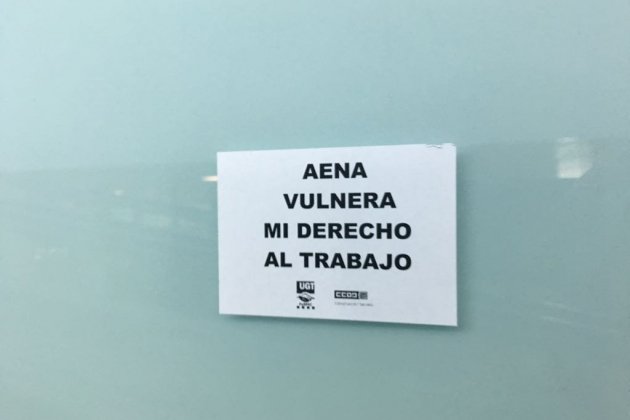 AENA
VULNERA
MI DERECHO
AL TRABAJO
UGT
CCOO